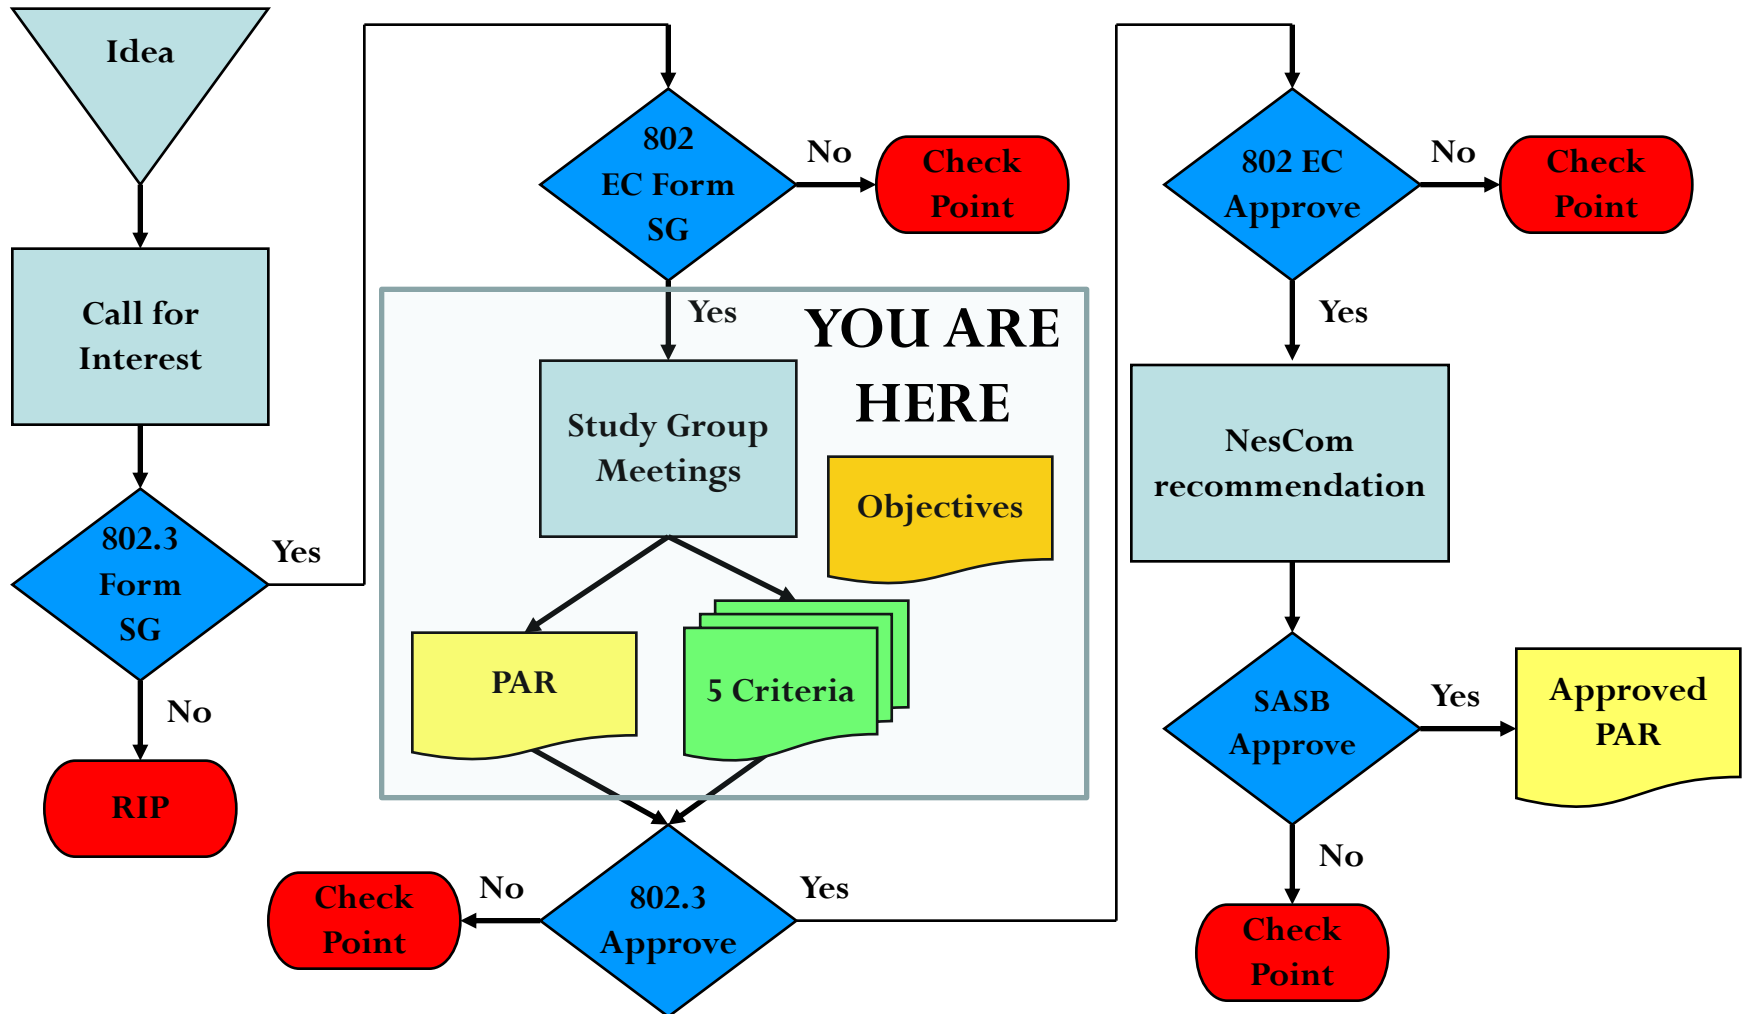 Idea
Call for
Interest
802.3
Form
SG
Yes
No
RIP
802
EC Form
SG
No
Check
Point
Yes
YOU ARE
HERE
Study Group
Meetings
Objectives
PAR
5 Criteria
802.3
Approve
No
Check
Point
Yes
802 EC
Approve
No
Check
Point
Yes
NesCom
recommendation
SASB
Approve
Yes
Approved
PAR
No
Check
Point